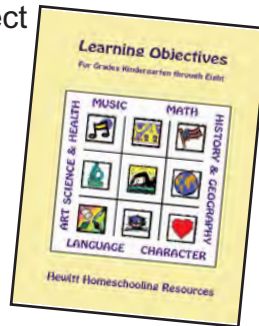 ect
Learning Objectives
For Grades Kindergarten through Eight
MUSIC MATH
ART SCIENCE & HEALTH
HISTORY & GEOGRAPHY
LANGUAGE CHARACTER
Hewitt Homeschooling Resources